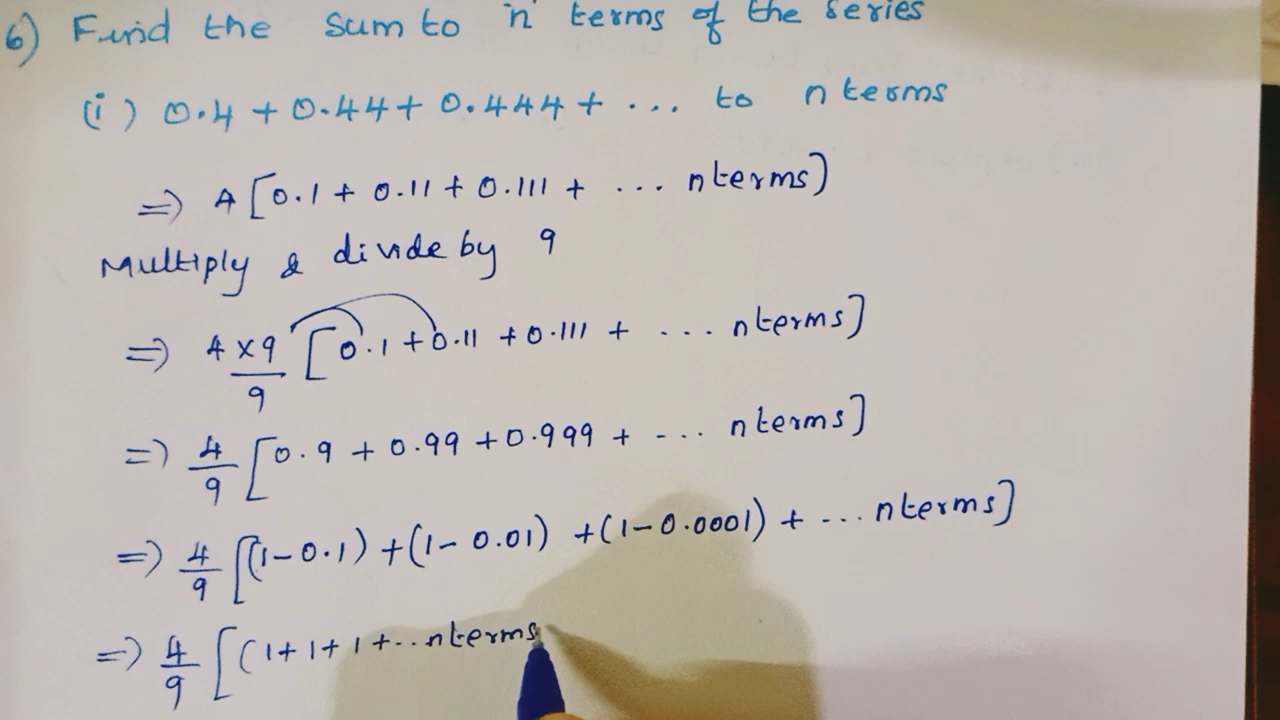 6) Find the sum to 'n' terms of the series
(i) 0.4 + 0.44 + 0.444 + ... to n terms
=> 4 [0.1 + 0.11 + 0.111 + ... n terms]
Multiply & divide by 9
=> 4 × 9 / 9 [0.1 + 0.11 + 0.111 + ... n terms]
=> 4/9 [0.9 + 0.99 + 0.999 + ... n terms]
=> 4/9 [(1 - 0.1) + (1 - 0.01) + (1 - 0.0001) + ... n terms]
=> 4/9 [(1 + 1 + 1 + ... n terms